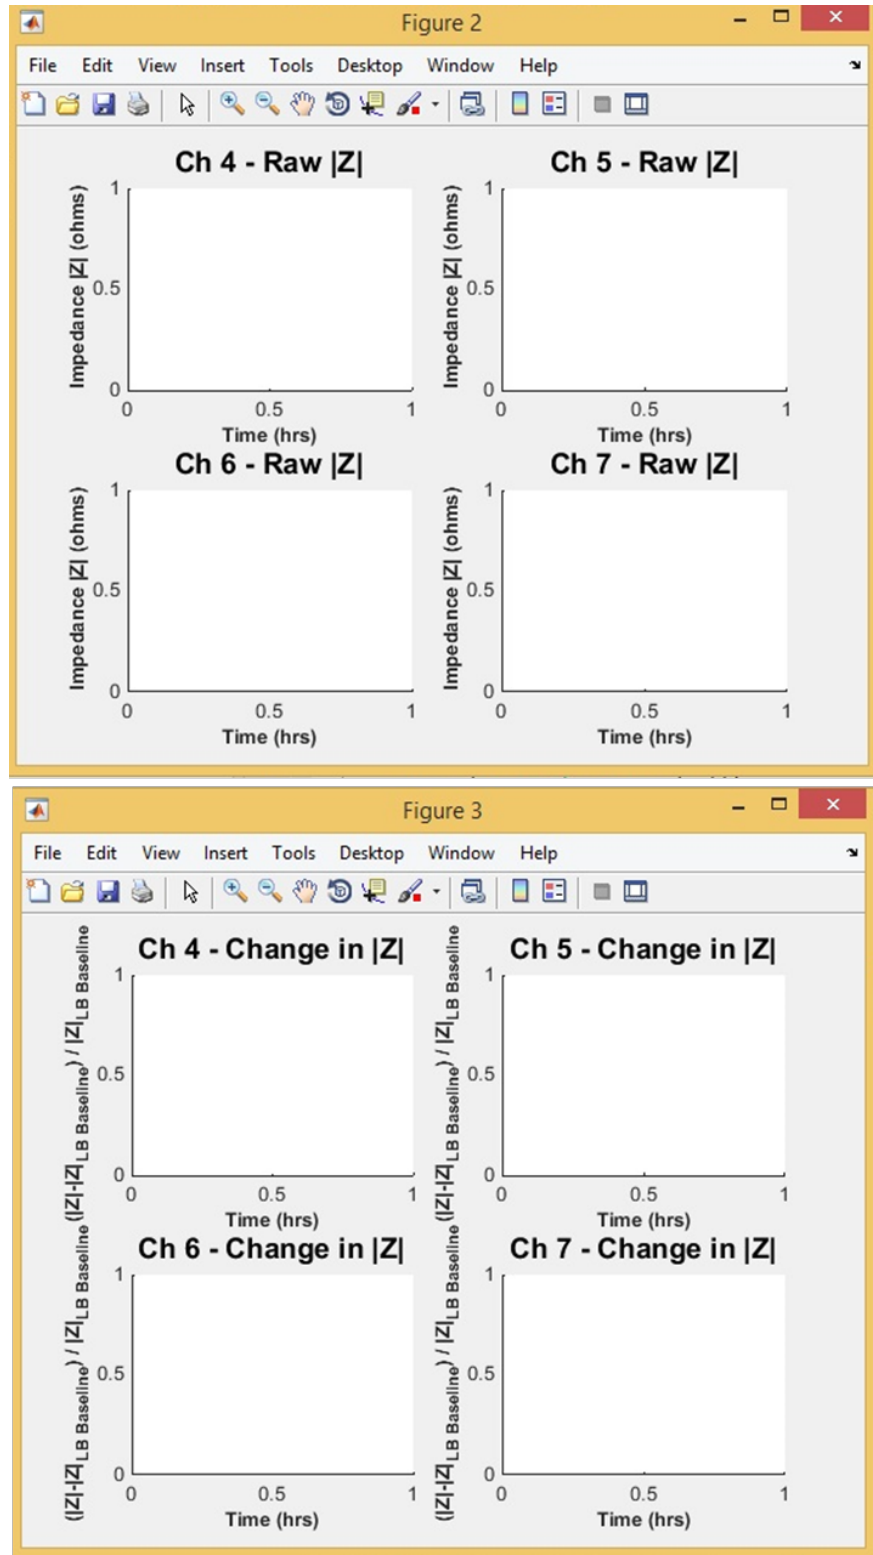 Figure 2
File Edit View Insert Tools Desktop Window Help
Ch 4 - Raw |Z|
Impedance |Z| (ohms)
1
0.5
0
0 0.5 1
Time (hrs)
Ch 5 - Raw |Z|
Impedance |Z| (ohms)
1
0.5
0
0 0.5 1
Time (hrs)
Ch 6 - Raw |Z|
Impedance |Z| (ohms)
1
0.5
0
0 0.5 1
Time (hrs)
Ch 7 - Raw |Z|
Impedance |Z| (ohms)
1
0.5
0
0 0.5 1
Time (hrs)
Figure 3
File Edit View Insert Tools Desktop Window Help
Ch 4 - Change in |Z|
(|Z|-|Z|LB Baseline) / |Z|LB Baseline
1
0.5
0
0 0.5 1
Time (hrs)
Ch 5 - Change in |Z|
(|Z|-|Z|LB Baseline) / |Z|LB Baseline
1
0.5
0
0 0.5 1
Time (hrs)
Ch 6 - Change in |Z|
(|Z|-|Z|LB Baseline) / |Z|LB Baseline
1
0.5
0
0 0.5 1
Time (hrs)
Ch 7 - Change in |Z|
(|Z|-|Z|LB Baseline) / |Z|LB Baseline
1
0.5
0
0 0.5 1
Time (hrs)